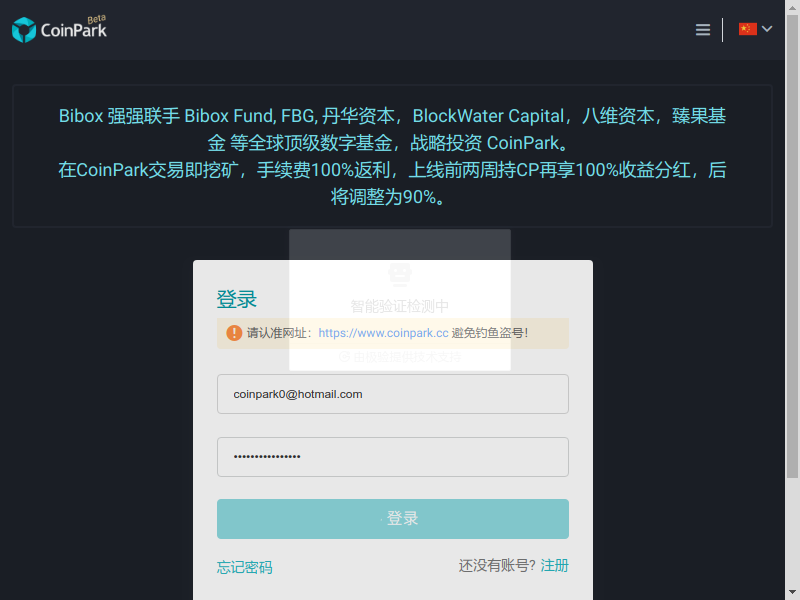 CoinPark Beta
Bibox 强强联手 Bibox Fund, FBG, 丹华资本，BlockWater Capital，八维资本，臻果基
金 等全球顶级数字基金，战略投资 CoinPark。
在CoinPark交易即挖矿，手续费100%返利，上线前两周持CP再享100%收益分红，后
将调整为90%。
智能验证检测中
登录
请认准网址：https://www.coinpark.cc 避免钓鱼盗号！
coinpark0@hotmail.com
登录
忘记密码
还没有账号? 注册